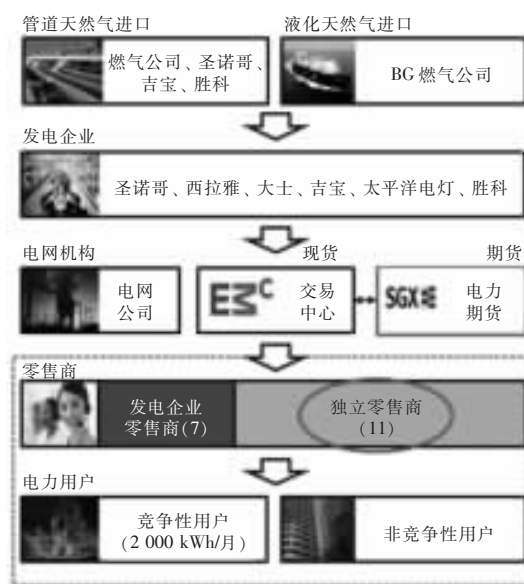 管道天然气进口
液化天然气进口
燃气公司、圣诺哥、
吉宝、胜科
BG 燃气公司
发电企业
圣诺哥、西拉雅、大士、吉宝、太平洋电灯、胜科
电网机构
现货
期货
电网
公司
EMC
交易
中心
SGX
电力
期货
零售商
发电企业
零售商(7)
独立零售商
(11)
电力用户
竞争性用户
(2 000 kWh/月)
非竞争性用户